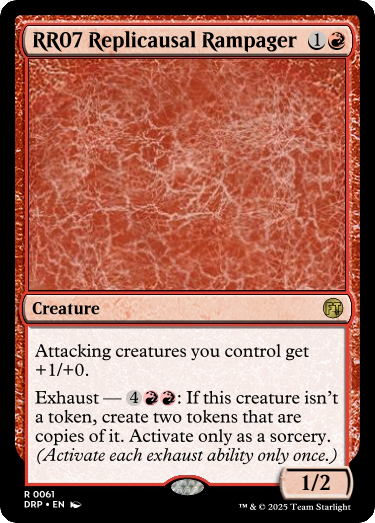 RR07 Replicausal Rampager 1
Creature FT
Attacking creatures you control get
+1/+0.
Exhaust — 4: If this creature isn't
a token, create two tokens that are
copies of it. Activate only as a sorcery.
(Activate each exhaust ability only once.)
1/2
R 0061
DRP • EN
™ & © 2025 Team Starlight